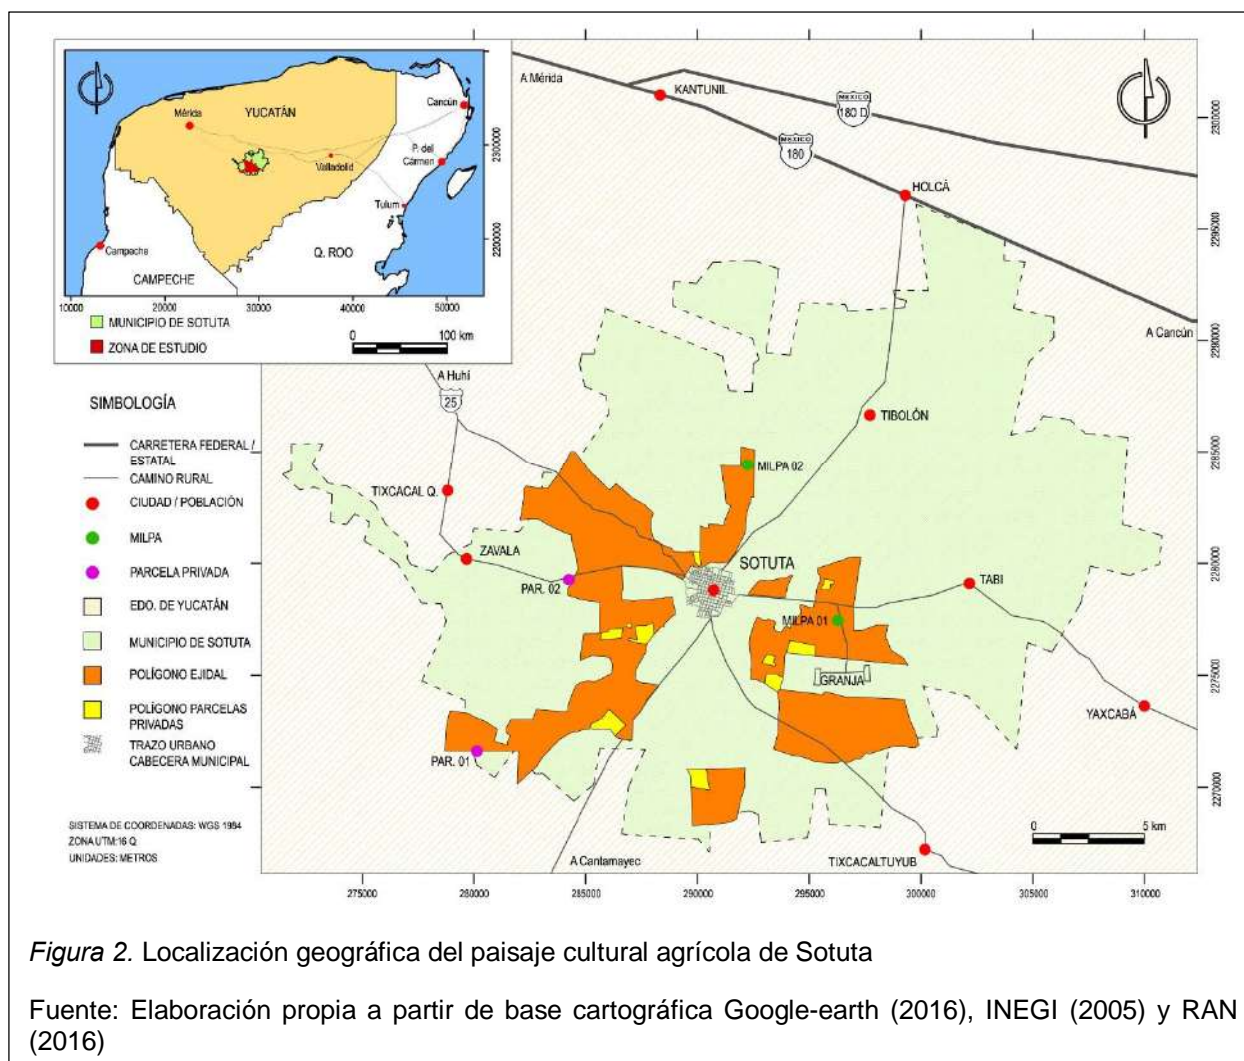 YUCATÁN
Mérida
Cancún
Valladolid
P. del
Cármen
Tulum
Campeche
CAMPECHE
Q. ROO
2300000
2200000
10000
20000
30000
40000
50000
MUNICIPIO DE SOTUTA
ZONA DE ESTUDIO
0
100 km
A Mérida
KANTUNIL
MEXICO
180 D
MEXICO
180
HOLCÁ
A Cancún
A Huhí
25
TIBOLÓN
MILPA 02
TIXCACAL Q.
ZAVALA
PAR. 02
SOTUTA
TABI
MILPA 01
GRANJA
YAXCABÁ
PAR. 01
A Cantamayec
TIXCACALTUYUB
0
5 km
2300000
2295000
2290000
2285000
2280000
2275000
2270000
275000
280000
285000
290000
295000
300000
305000
310000
SIMBOLOGÍA
CARRETERA FEDERAL /
ESTATAL
CAMINO RURAL
CIUDAD / POBLACIÓN
MILPA
PARCELA PRIVADA
EDO. DE YUCATÁN
MUNICIPIO DE SOTUTA
POLÍGONO EJIDAL
POLÍGONO PARCELAS
PRIVADAS
TRAZO URBANO
CABECERA MUNICIPAL
SISTEMA DE COORDENADAS: WGS 1984
ZONA UTM:16 Q
UNIDADES: METROS
Figura 2. Localización geográfica del paisaje cultural agrícola de Sotuta
Fuente: Elaboración propia a partir de base cartográfica Google-earth (2016), INEGI (2005) y RAN
(2016)